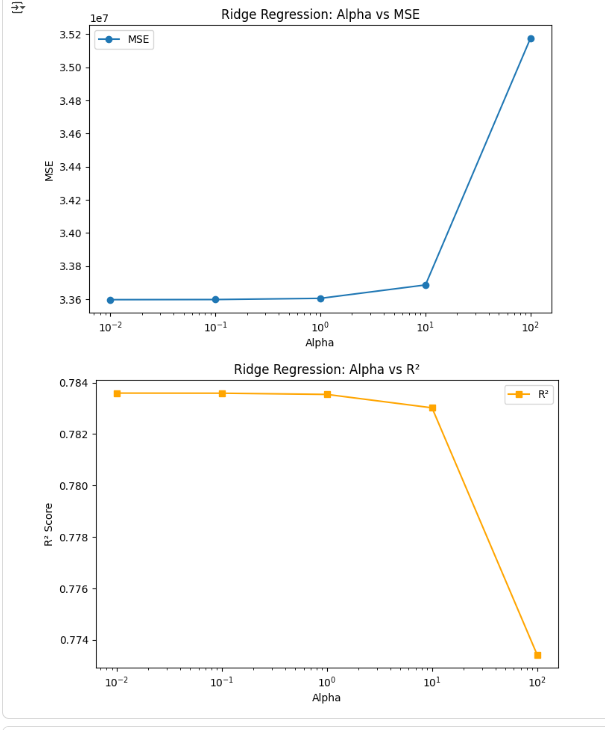 Ridge Regression: Alpha vs MSE
1e7
MSE
3.52
3.50
3.48
3.46
3.44
3.42
3.40
3.38
3.36
MSE
10⁻²
10⁻¹
10⁰
10¹
10²
Alpha
Ridge Regression: Alpha vs R²
R²
0.784
0.782
0.780
0.778
0.776
0.774
R² Score
10⁻²
10⁻¹
10⁰
10¹
10²
Alpha